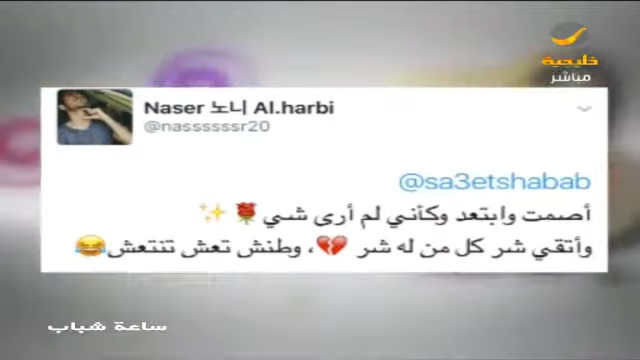 خليجية
مباشر
Naser 노니 Al.harbi
@nassssssr20
@sa3etshabab
أصمت وابتعد وكأني لم أرى شي🌹✨
وأتقي شر كل من له شر 💔، وطنش تعش تنتعش😂
ساعة شباب